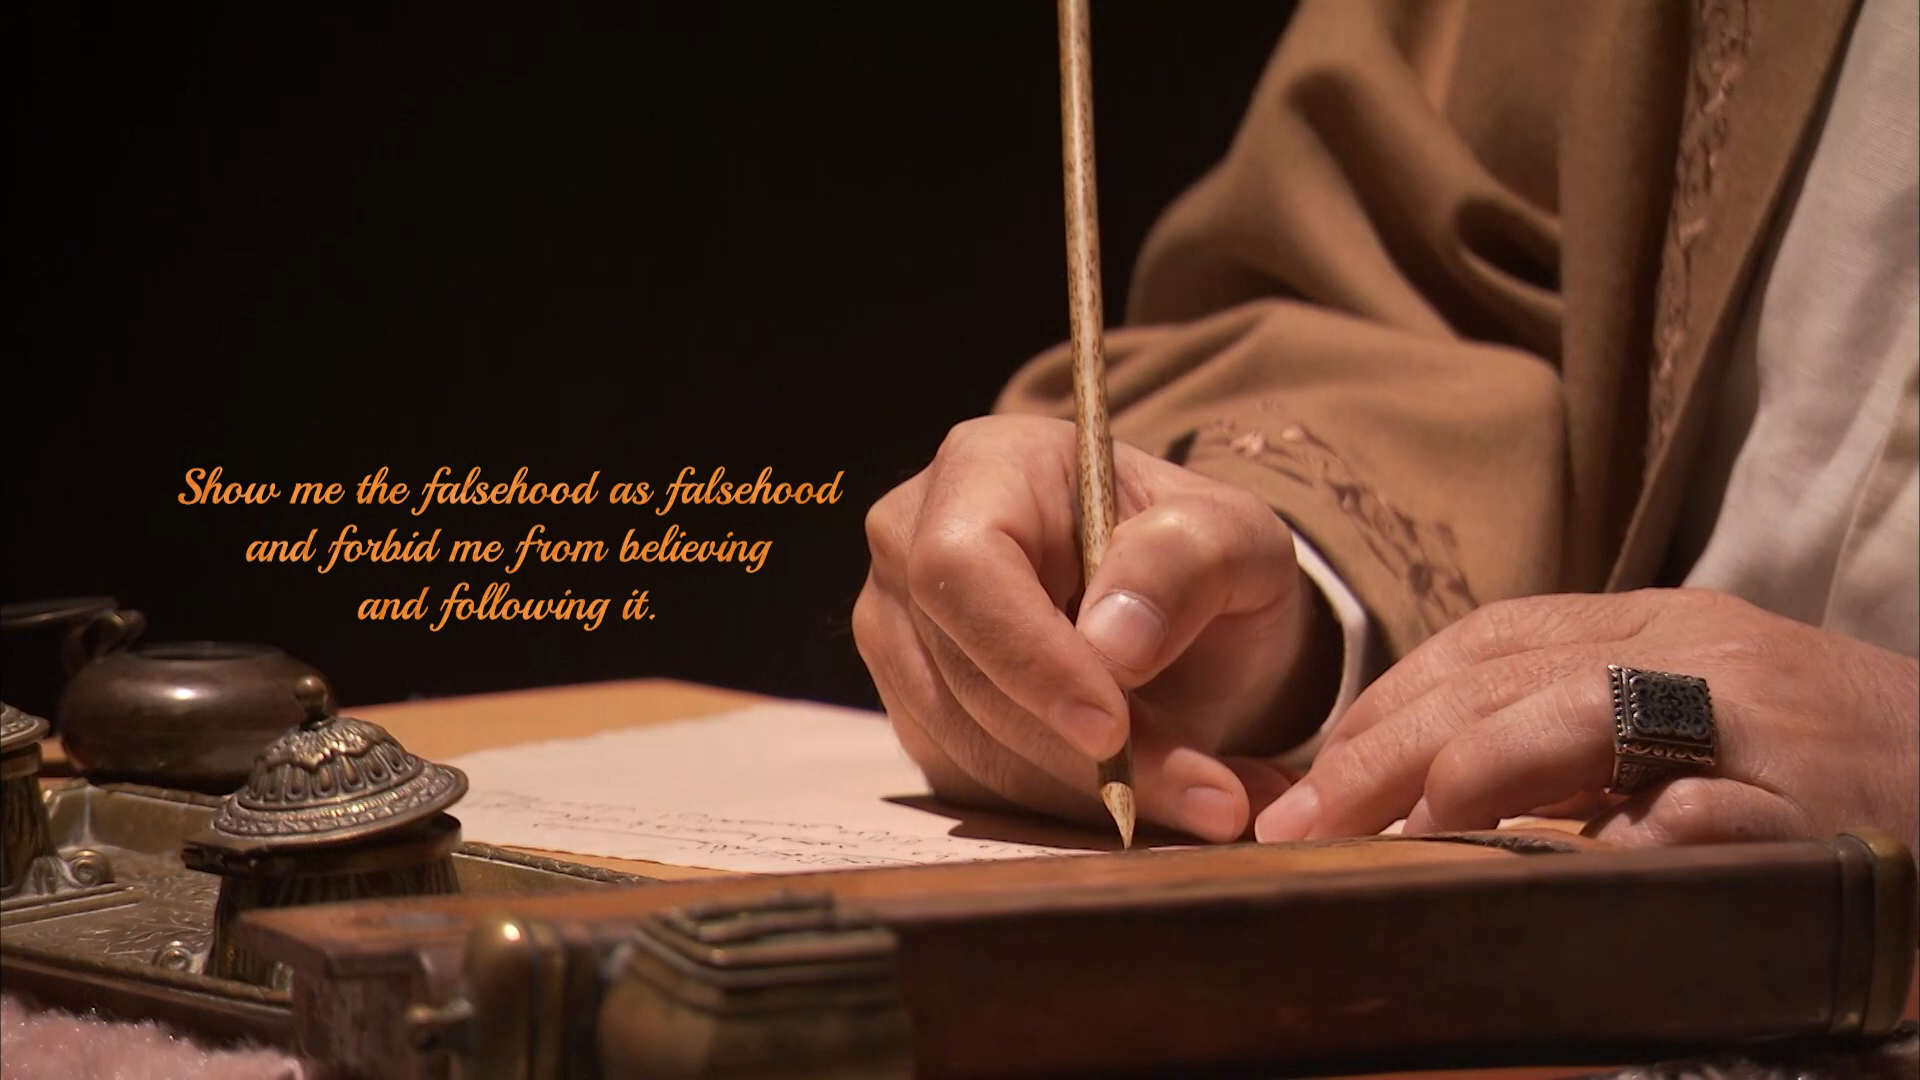 Show me the falsehood as falsehood
and forbid me from believing
and following it.